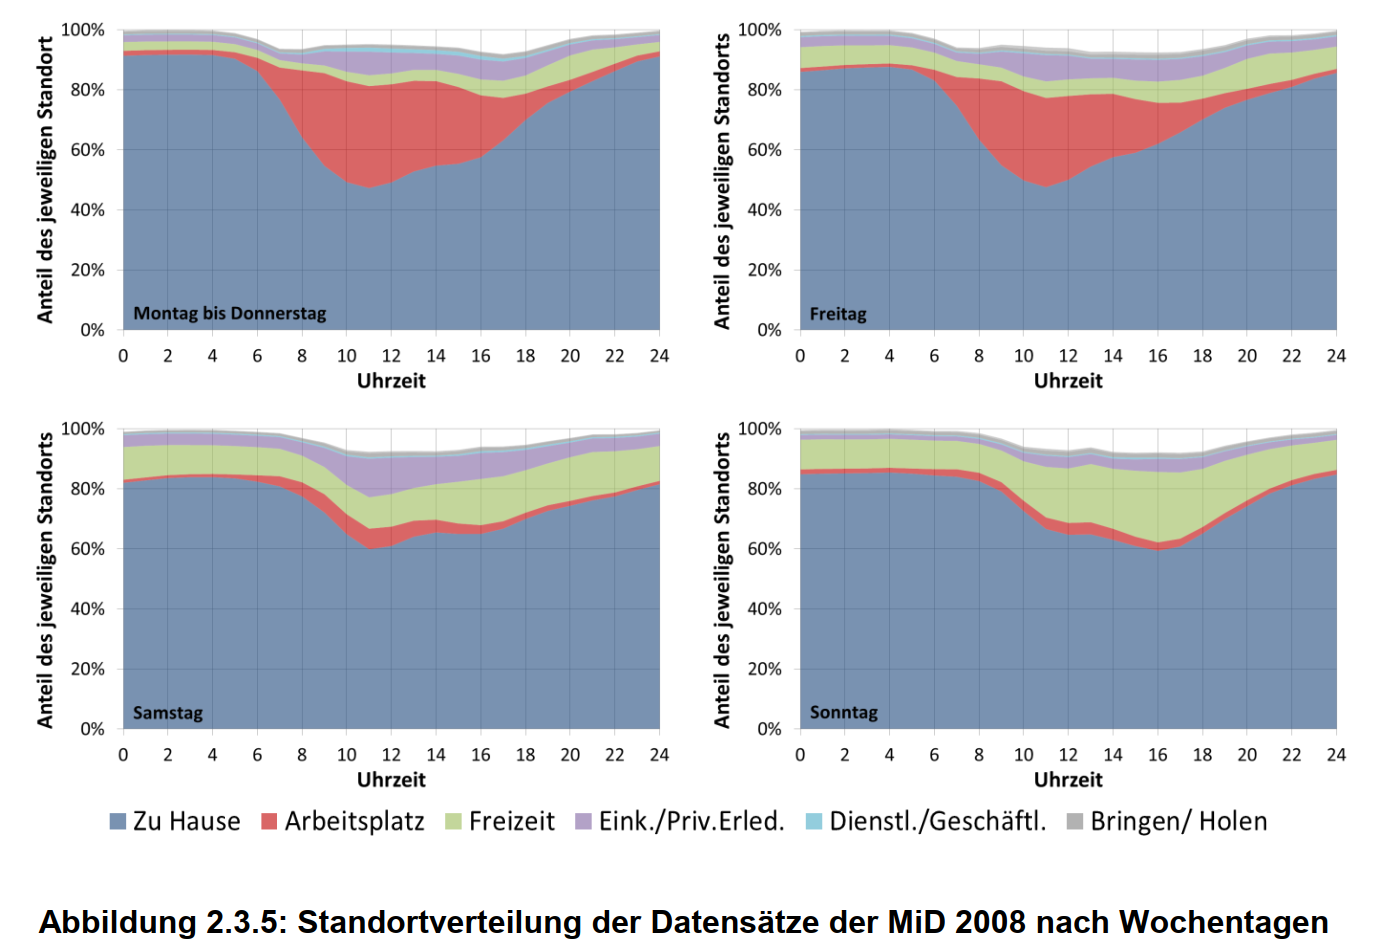 Anteil des jeweiligen Standort
100%
80%
60%
40%
20%
0%
Montag bis Donnerstag
0 2 4 6 8 10 12 14 16 18 20 22 24
Uhrzeit
Anteil des jeweiligen Standorts
100%
80%
60%
40%
20%
0%
Freitag
0 2 4 6 8 10 12 14 16 18 20 22 24
Uhrzeit
Anteil des jeweiligen Standorts
100%
80%
60%
40%
20%
0%
Samstag
0 2 4 6 8 10 12 14 16 18 20 22 24
Uhrzeit
Anteil des jeweiligen Standorts
100%
80%
60%
40%
20%
0%
Sonntag
0 2 4 6 8 10 12 14 16 18 20 22 24
Uhrzeit
Zu Hause Arbeitsplatz Freizeit Eink./Priv.Erled. Dienstl./Geschäftl. Bringen/ Holen
Abbildung 2.3.5: Standortverteilung der Datensätze der MiD 2008 nach Wochentagen